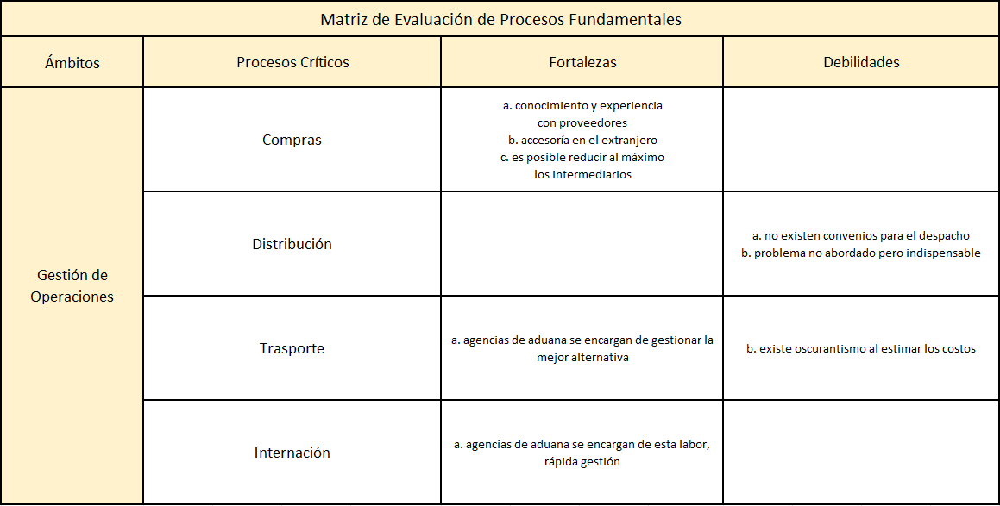 Matriz de Evaluación de Procesos Fundamentales
Ámbitos
Procesos Críticos
Fortalezas
Debilidades
Gestión de
Operaciones
Compras
a. conocimiento y experiencia
con proveedores
b. accesoría en el extranjero
c. es posible reducir al máximo
los intermediarios
Distribución
a. no existen convenios para el despacho
b. problema no abordado pero indispensable
Trasporte
a. agencias de aduana se encargan de gestionar la
mejor alternativa
b. existe oscurantismo al estimar los costos
Internación
a. agencias de aduana se encargan de esta labor,
rápida gestión